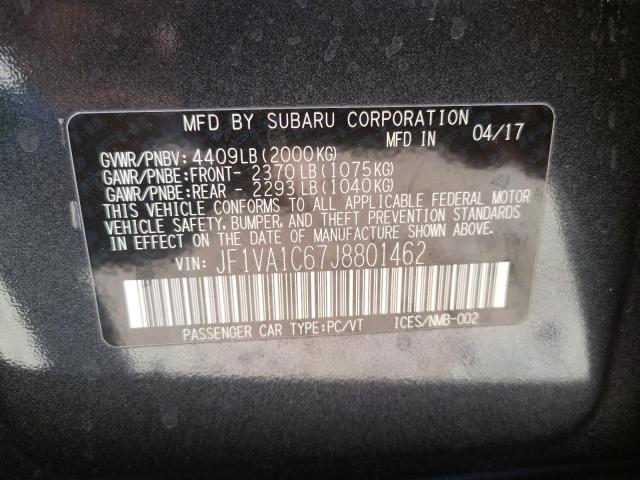 MFD BY SUBARU CORPORATION
MFD IN 04/17
GVWR/PNBV: 4409LB(2000KG)
GAWR/PNBE:FRONT- 2370LB(1075KG)
GAWR/PNBE:REAR - 2293LB(1040KG)
THIS VEHICLE CONFORMS TO ALL APPLICABLE FEDERAL MOTOR
VEHICLE SAFETY, BUMPER, AND THEFT PREVENTION STANDARDS
IN EFFECT ON THE DATE OF MANUFACTURE SHOWN ABOVE.
VIN: JF1VA1C67J8801462
PASSENGER CAR TYPE:PC/VT ICES/NMB-002